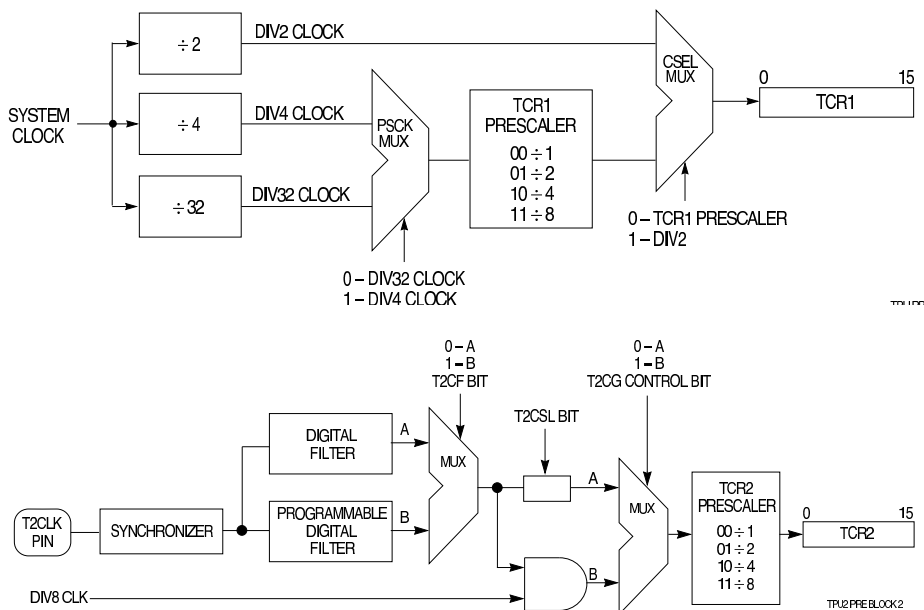 ÷ 2
DIV2 CLOCK
SYSTEM
CLOCK
÷ 4
DIV4 CLOCK
÷32
DIV32 CLOCK
PSCK
MUX
0 – DIV32 CLOCK
1 – DIV4 CLOCK
TCR1
PRESCALER
00 ÷ 1
01 ÷ 2
10 ÷ 4
11 ÷ 8
CSEL
MUX
0 – TCR1 PRESCALER
1 – DIV2
0 15
TCR1
0 – A
1 – B
T2CF BIT
0 – A
1 – B
T2CG CONTROL BIT
T2CSL BIT
DIGITAL
FILTER
A
MUX
A
MUX
T2CLK
PIN
SYNCHRONIZER
PROGRAMMABLE
DIGITAL
FILTER
B
B
DIV8 CLK
TCR2
PRESCALER
00 ÷ 1
01 ÷ 2
10 ÷ 4
11 ÷ 8
0 15
TCR2
TPU2 PRE BLOCK 2